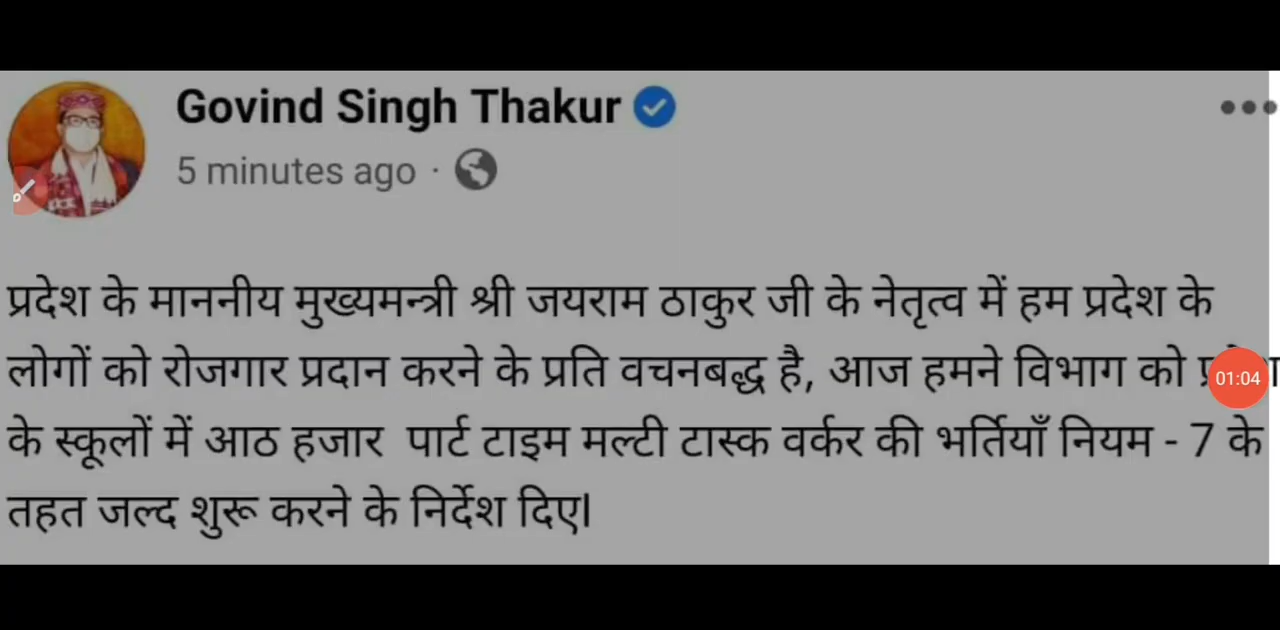 Govind Singh Thakur
5 minutes ago ·
प्रदेश के माननीय मुख्यमन्त्री श्री जयराम ठाकुर जी के नेतृत्व में हम प्रदेश के
लोगों को रोजगार प्रदान करने के प्रति वचनबद्ध है, आज हमने विभाग को
01:04
के स्कूलों में आठ हजार पार्ट टाइम मल्टी टास्क वर्कर की भर्तियाँ नियम - 7 के
तहत जल्द शुरू करने के निर्देश दिए।